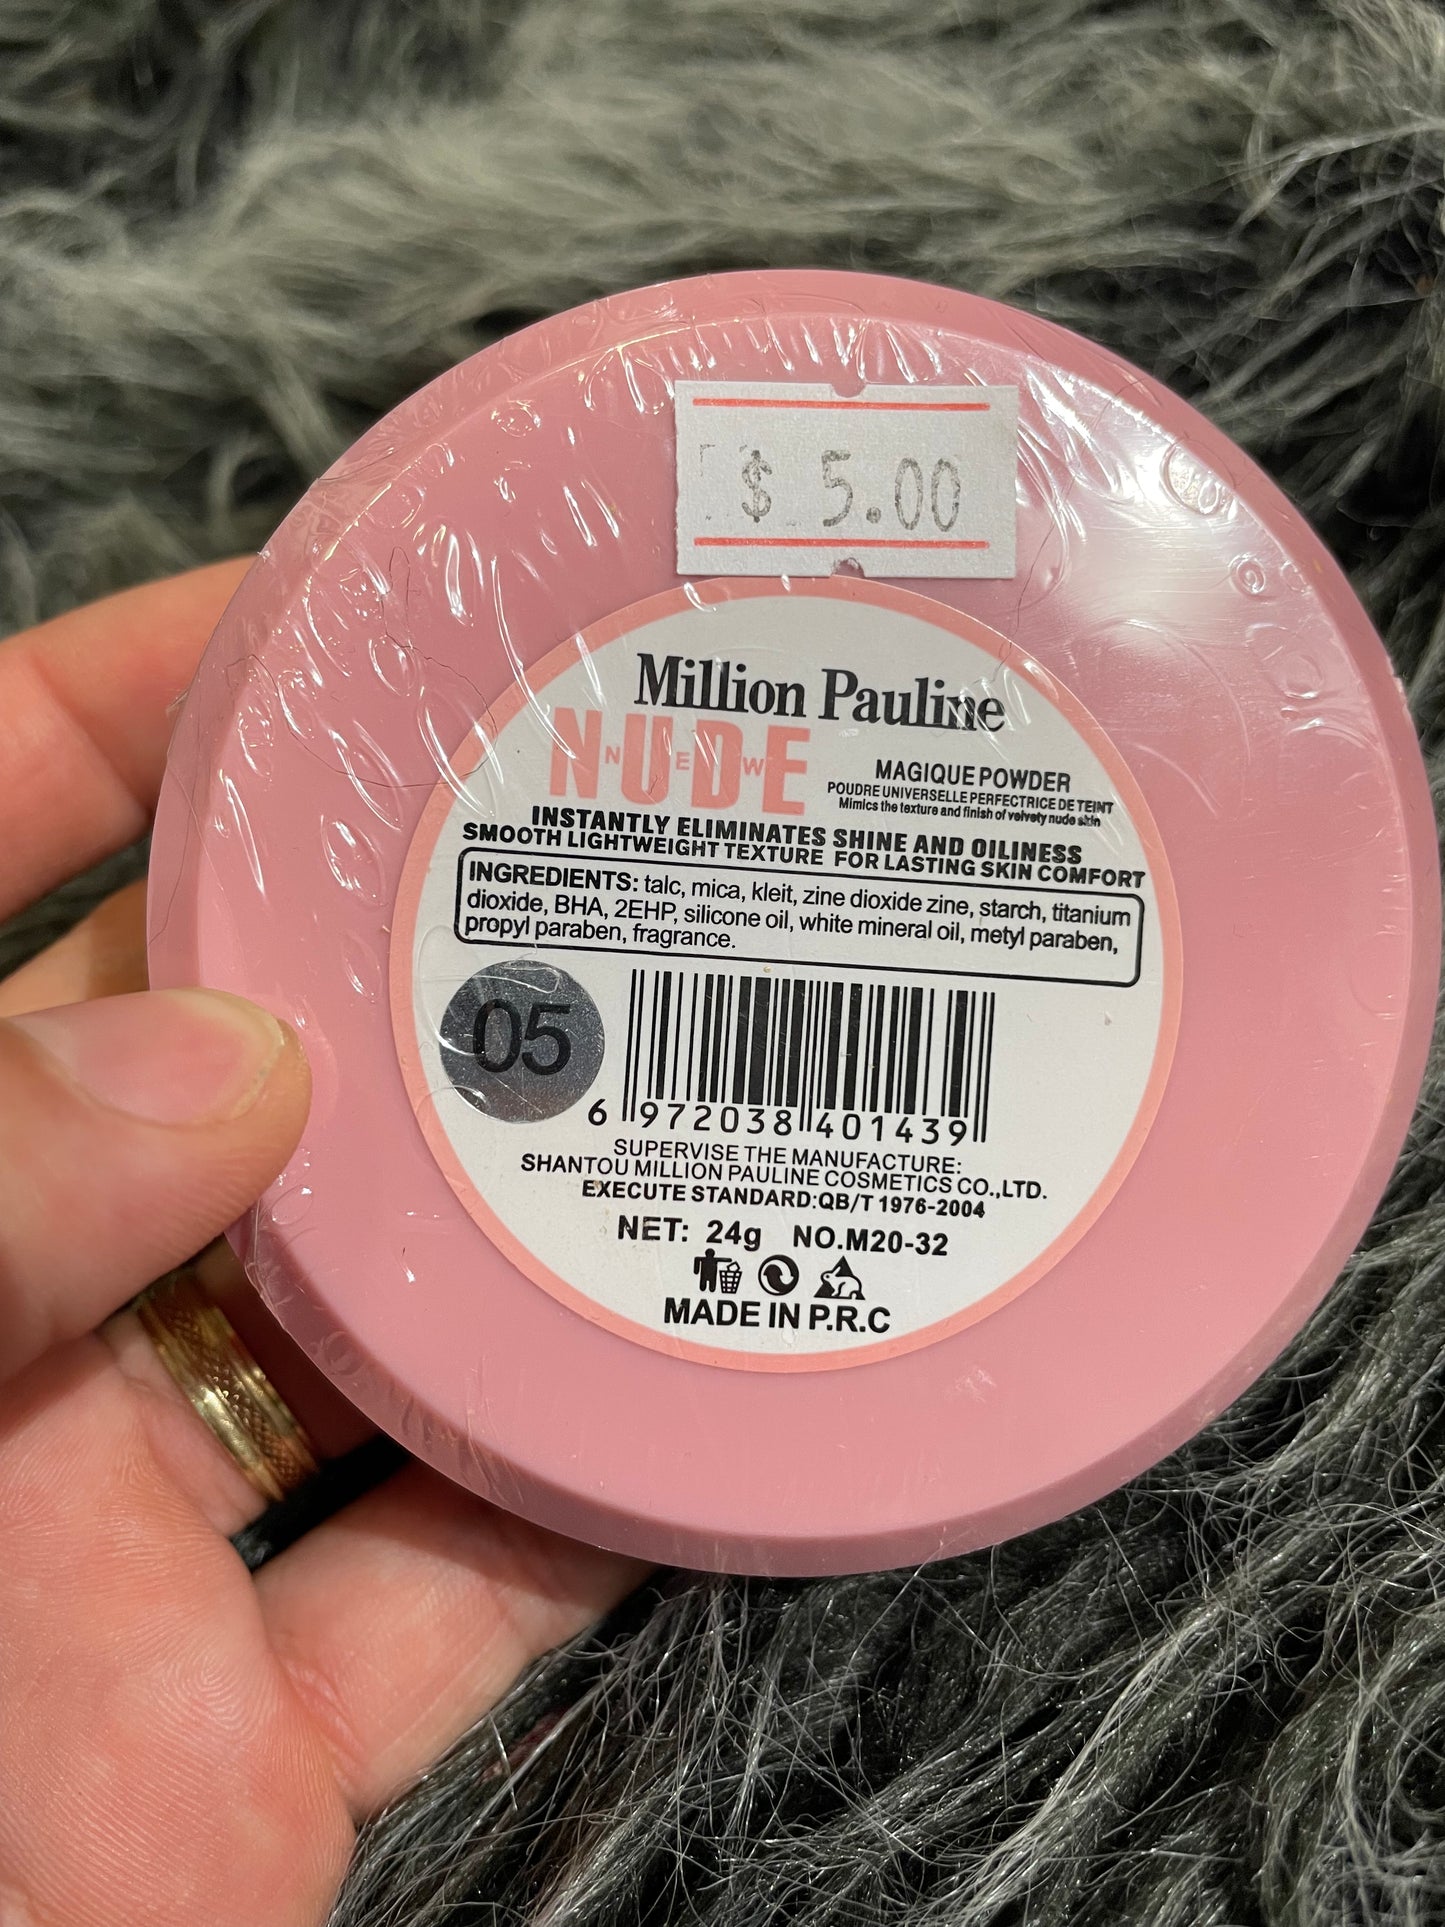 $ 5.00
Million Pauline
NUDE
NEW
MAGIQUE POWDER
POUDRE UNIVERSELLE PERFECTRICE DE TEINT
Mimics the texture and finish of velvety nude skin
INSTANTLY ELIMINATES SHINE AND OILINESS
SMOOTH LIGHTWEIGHT TEXTURE FOR LASTING SKIN COMFORT
INGREDIENTS: talc, mica, kleit, zine dioxide zine, starch, titanium
dioxide, BHA, 2EHP, silicone oil, white mineral oil, metyl paraben,
propyl paraben, fragrance.
05
6 972038 401439
SUPERVISE THE MANUFACTURE:
SHANTOU MILLION PAULINE COSMETICS CO.,LTD.
EXECUTE STANDARD:QB/T 1976-2004
NET: 24g NO.M20-32
MADE IN P.R.C